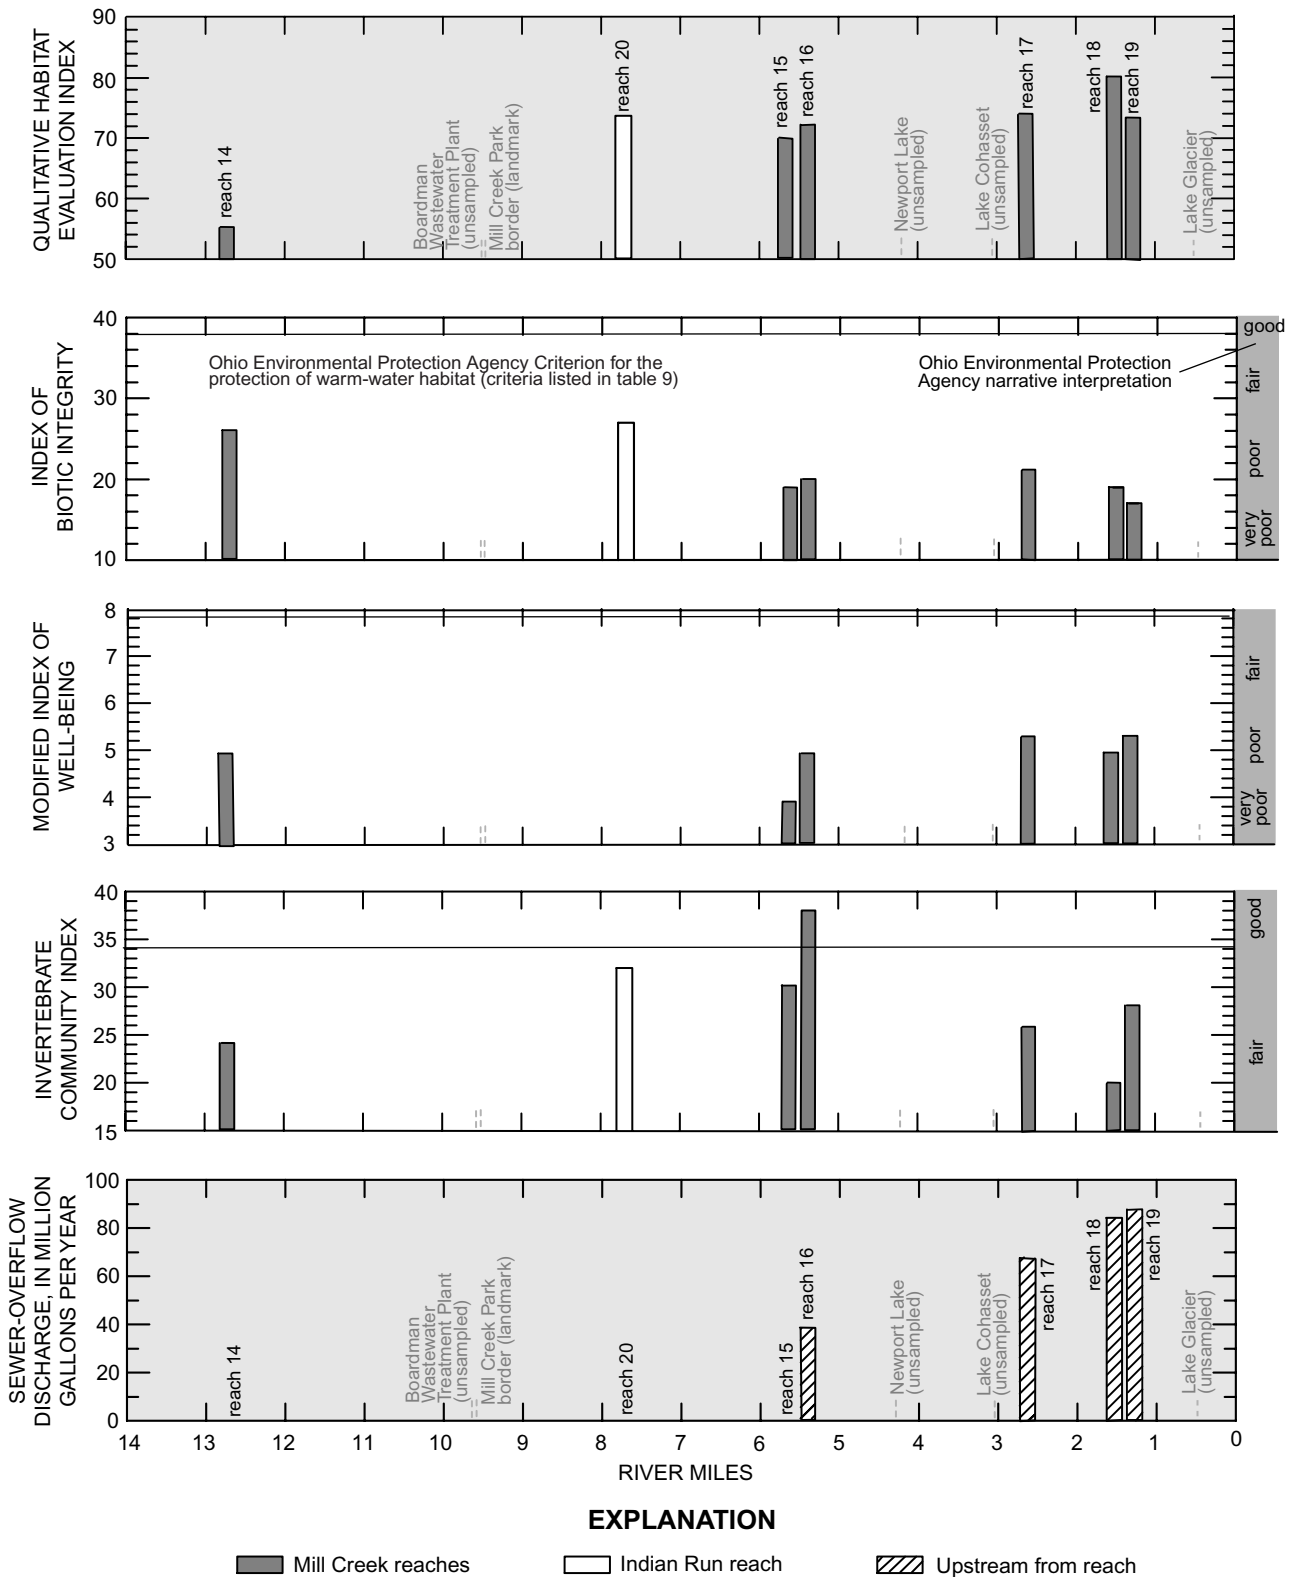 QUALITATIVE HABITAT
EVALUATION INDEX
90
80
70
60
50
reach 14
Boardman
Wastewater
Treatment Plant
(unsampled)
Mill Creek Park
border (landmark)
reach 20
reach 15
reach 16
Newport Lake
(unsampled)
Lake Cohasset
(unsampled)
reach 17
reach 18
reach 19
Lake Glacier
(unsampled)
INDEX OF
BIOTIC INTEGRITY
40
30
20
10
Ohio Environmental Protection Agency Criterion for the
protection of warm-water habitat (criteria listed in table 9)
Ohio Environmental Protection
Agency narrative interpretation
good
fair
poor
very
poor
MODIFIED INDEX OF
WELL-BEING
8
7
6
5
4
3
fair
poor
very
poor
INVERTEBRATE
COMMUNITY INDEX
40
35
30
25
20
15
good
fair
SEWER-OVERFLOW
DISCHARGE, IN MILLION
GALLONS PER YEAR
100
80
60
40
20
0
reach 14
Boardman
Wastewater
Treatment Plant
(unsampled)
Mill Creek Park
border (landmark)
reach 20
reach 15
reach 16
Newport Lake
(unsampled)
Lake Cohasset
(unsampled)
reach 17
reach 18
reach 19
Lake Glacier
(unsampled)
14 13 12 11 10 9 8 7 6 5 4 3 2 1 0
RIVER MILES
EXPLANATION
Mill Creek reaches
Indian Run reach
Upstream from reach